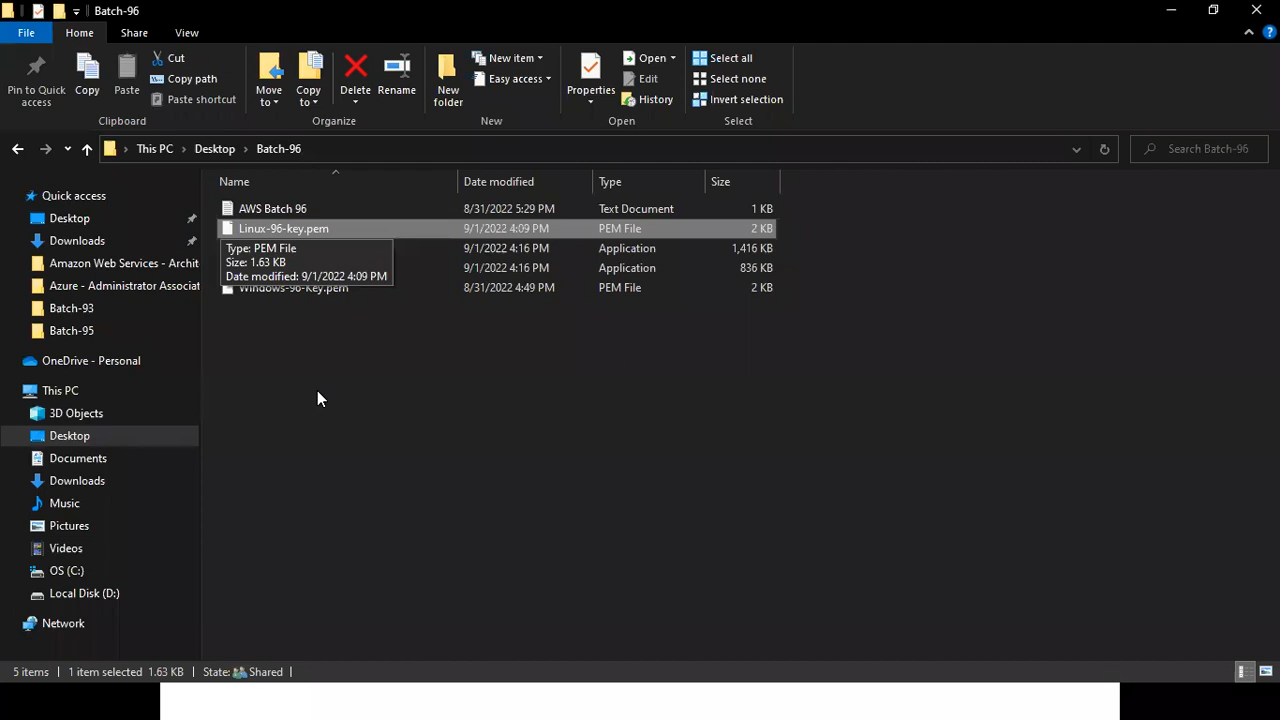 Batch-96
File Home Share View
Pin to Quick access
Copy
Paste
Cut
Copy path
Paste shortcut
Clipboard
Move to
Copy to
Delete
Rename
Organize
New folder
New item
Easy access
New
Properties
Open
Edit
History
Open
Select all
Select none
Invert selection
Select
This PC › Desktop › Batch-96
Search Batch-96
Quick access
Desktop
Downloads
Amazon Web Services - Archit
Azure - Administrator Associat
Batch-93
Batch-95
OneDrive - Personal
This PC
3D Objects
Desktop
Documents
Downloads
Music
Pictures
Videos
OS (C:)
Local Disk (D:)
Network
Name Date modified Type Size
AWS Batch 96 8/31/2022 5:29 PM Text Document 1 KB
Linux-96-key.pem 9/1/2022 4:09 PM PEM File 2 KB
9/1/2022 4:16 PM Application 1,416 KB
9/1/2022 4:16 PM Application 836 KB
Windows-96-Key.pem 8/31/2022 4:49 PM PEM File 2 KB
Type: PEM File
Size: 1.63 KB
Date modified: 9/1/2022 4:09 PM
5 items 1 item selected 1.63 KB State: Shared